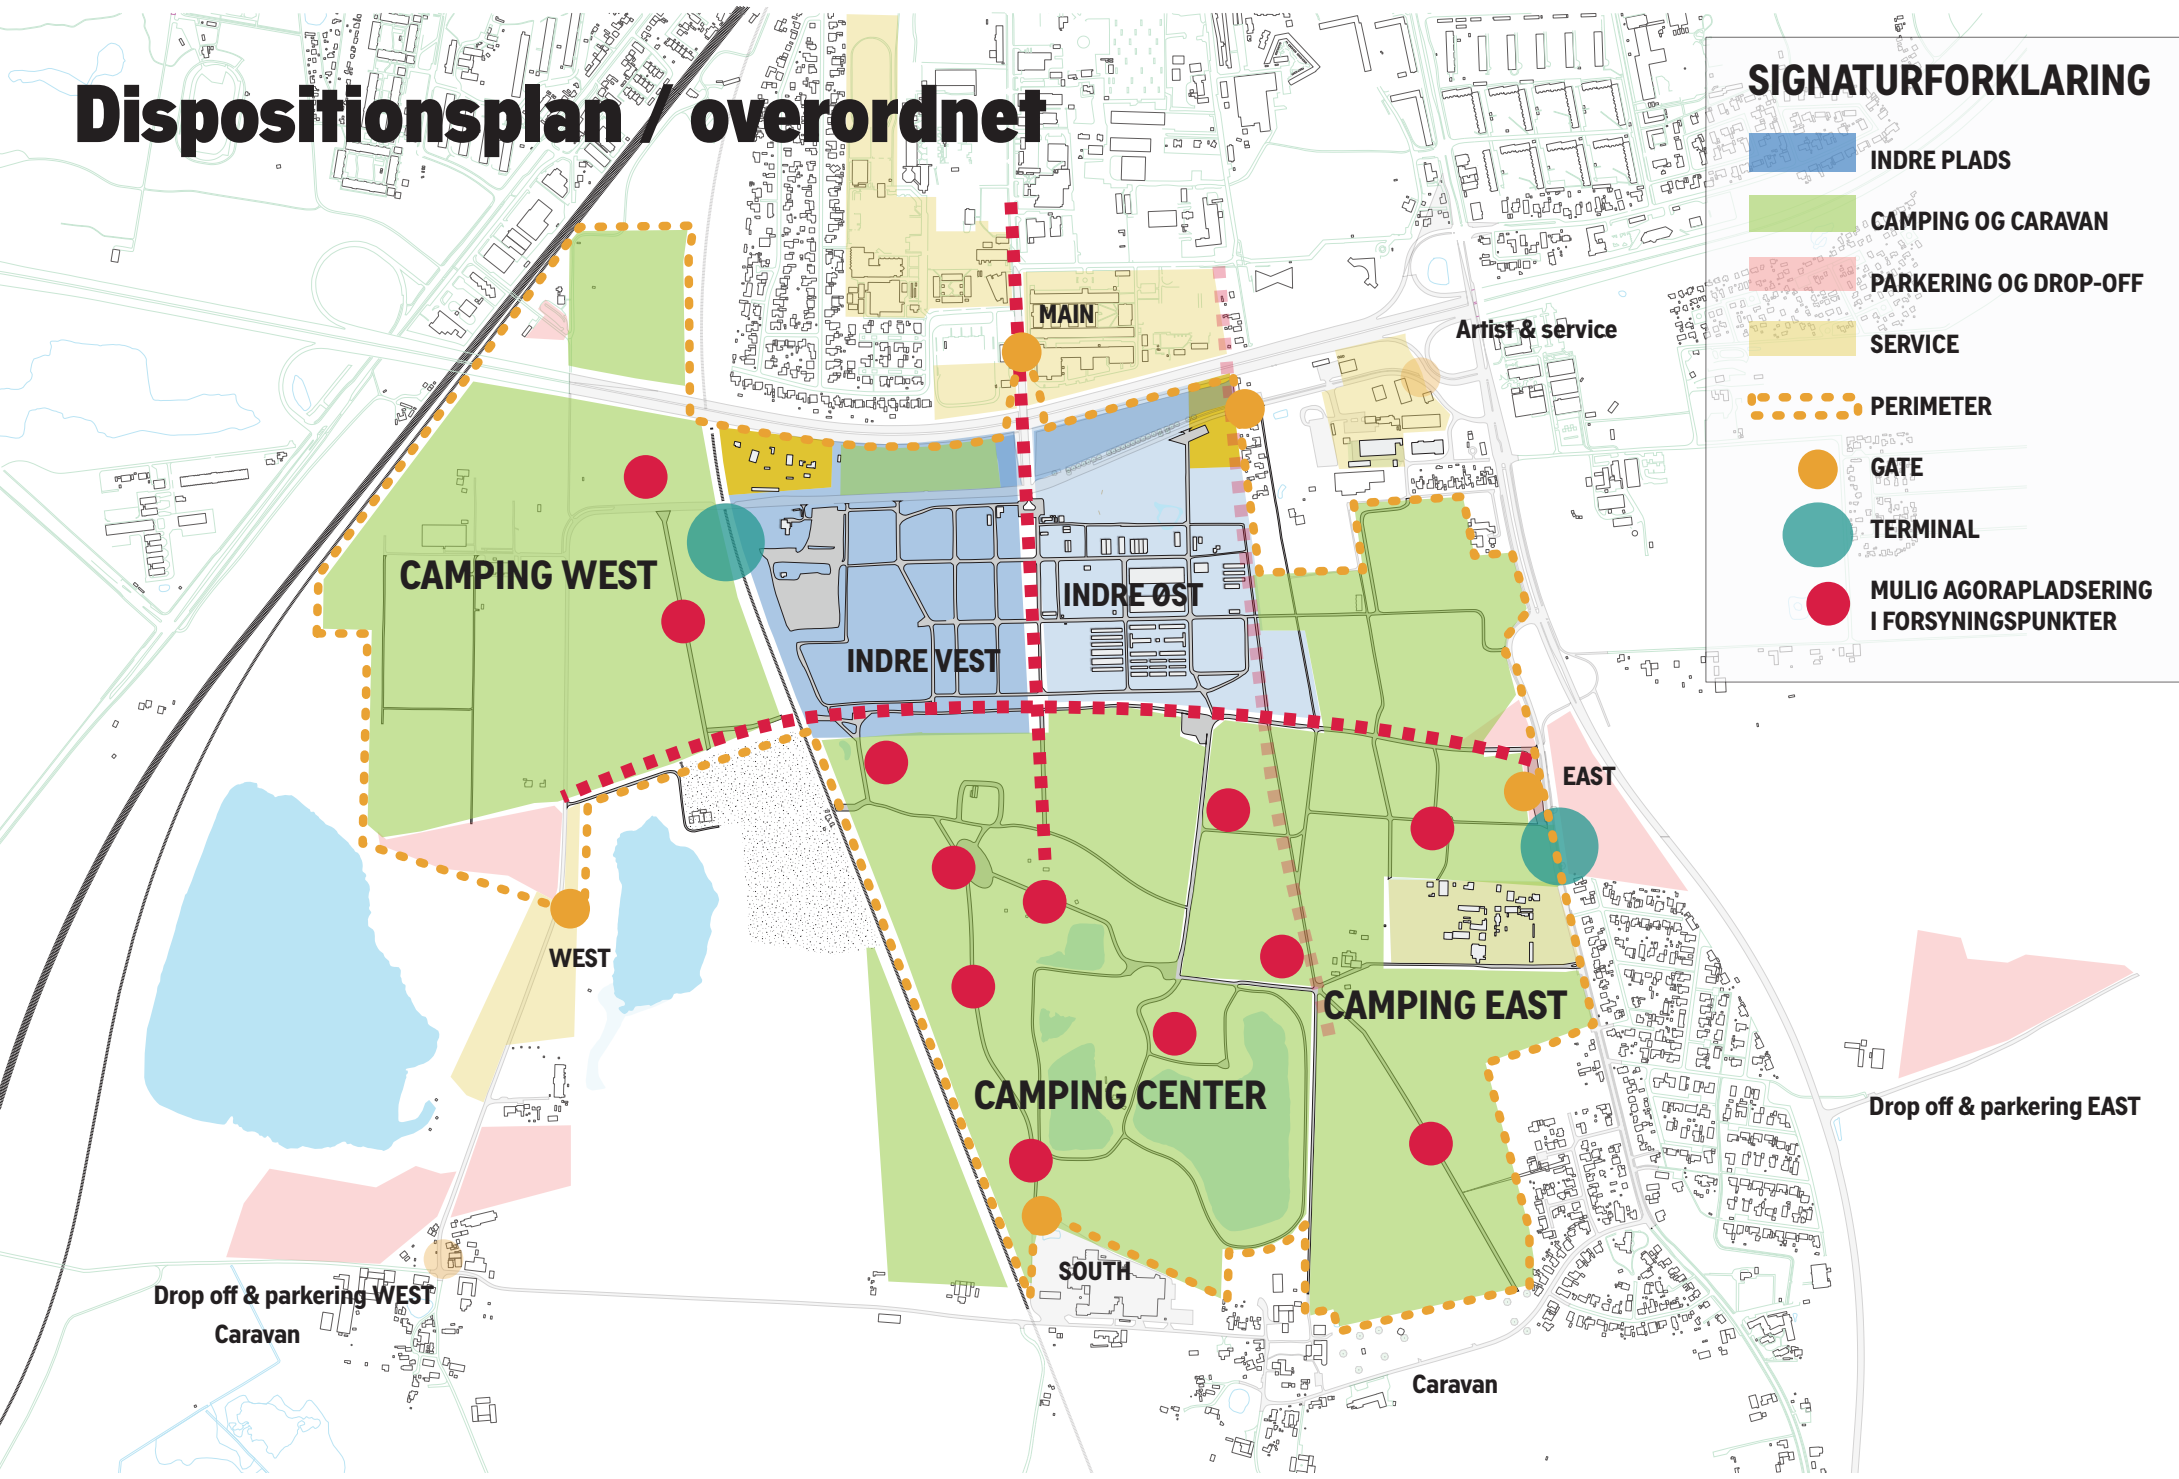 Dispositionsplan / overordnet
SIGNATURFORKLARING
INDRE PLADS
CAMPING OG CARAVAN
PARKERING OG DROP-OFF
SERVICE
PERIMETER
GATE
TERMINAL
MULIG AGORAPLADSERING
I FORSYNINGSPUNKTER
MAIN
Artist & service
CAMPING WEST
INDRE ØST
INDRE VEST
EAST
WEST
CAMPING EAST
CAMPING CENTER
Drop off & parkering EAST
SOUTH
Drop off & parkering WEST
Caravan
Caravan